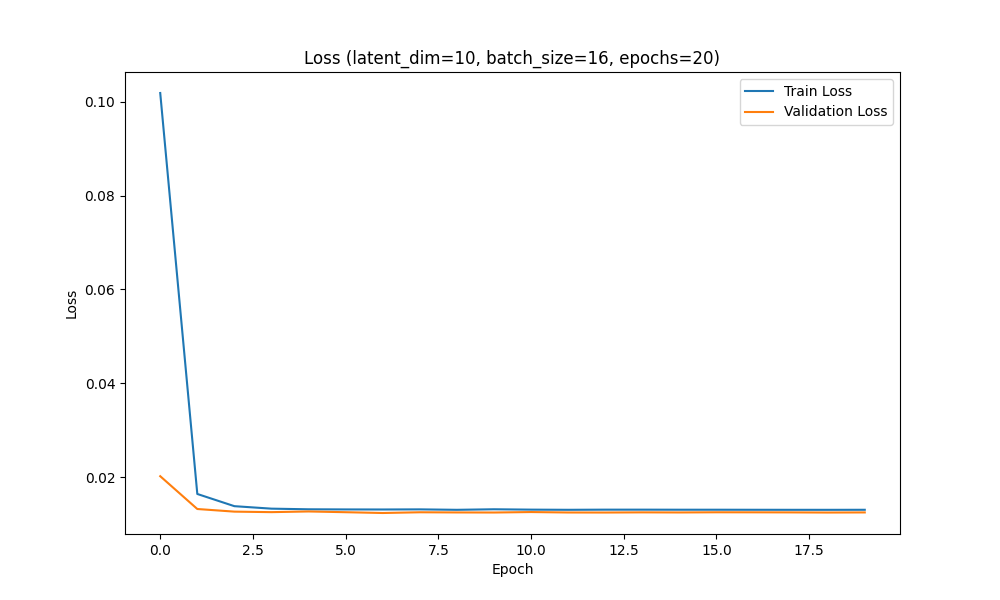 Loss (latent_dim=10, batch_size=16, epochs=20)
Train Loss
Validation Loss
0.10
0.08
0.06
0.04
0.02
Loss
0.0 2.5 5.0 7.5 10.0 12.5 15.0 17.5
Epoch